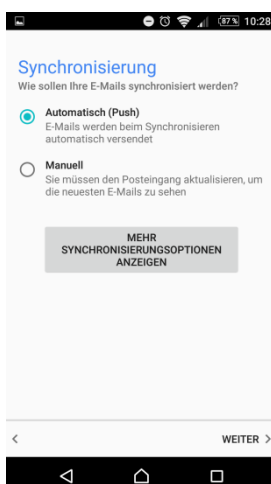 87% 10:28
Synchronisierung
Wie sollen Ihre E-Mails synchronisiert werden?
Automatisch (Push)
E-Mails werden beim Synchronisieren
automatisch versendet
Manuell
Sie müssen den Posteingang aktualisieren, um
die neuesten E-Mails zu sehen
MEHR
SYNCHRONISIERUNGSOPTIONEN
ANZEIGEN
WEITER